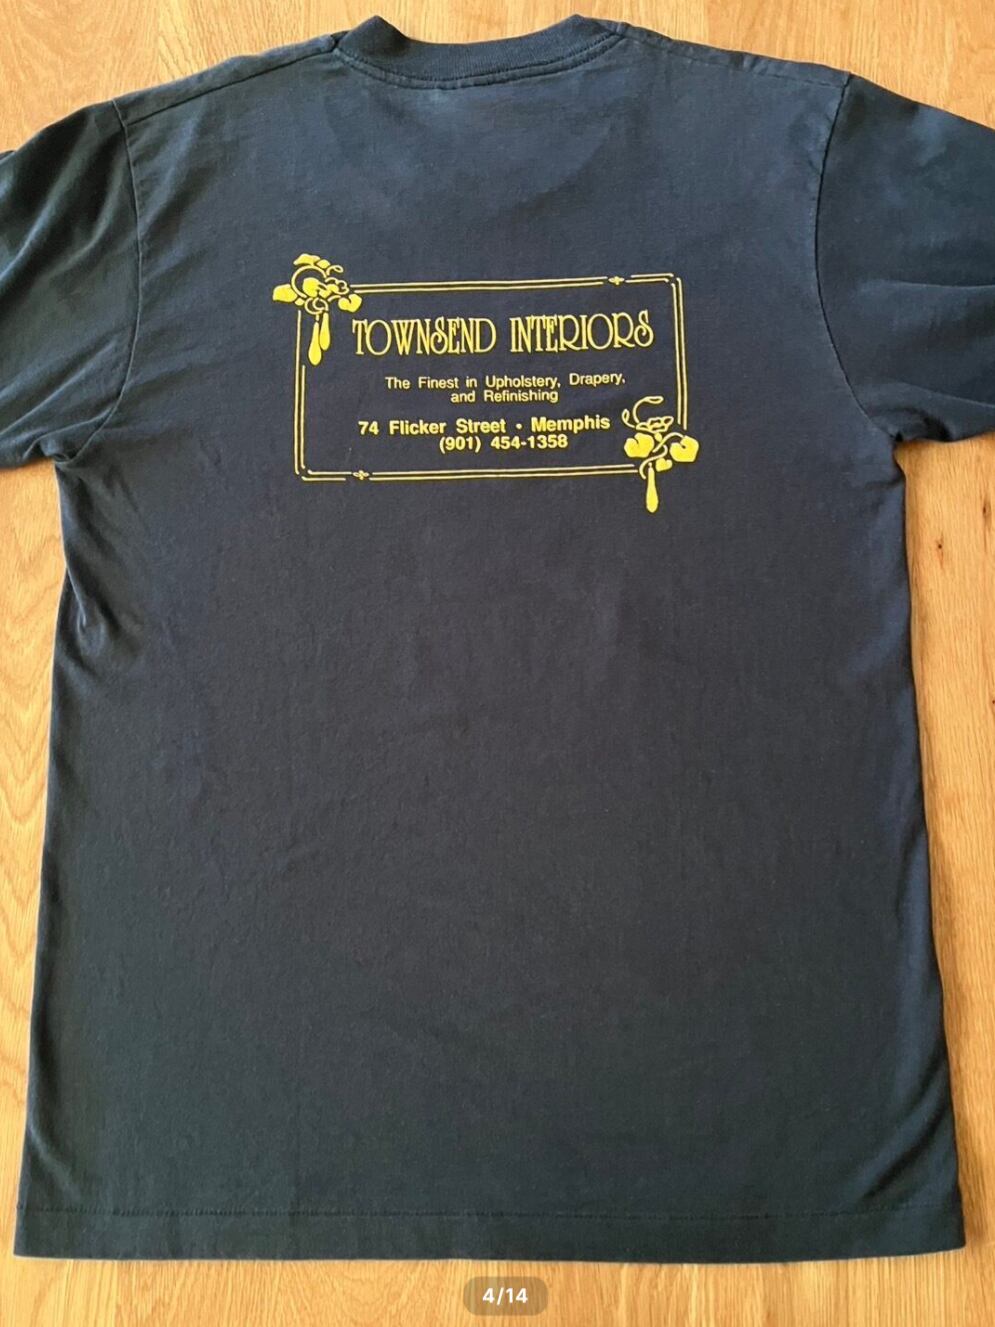 TOWNSEND INTERIORS
The Finest in Upholstery, Drapery,
and Refinishing
74 Flicker Street • Memphis
(901) 454-1358
4/14